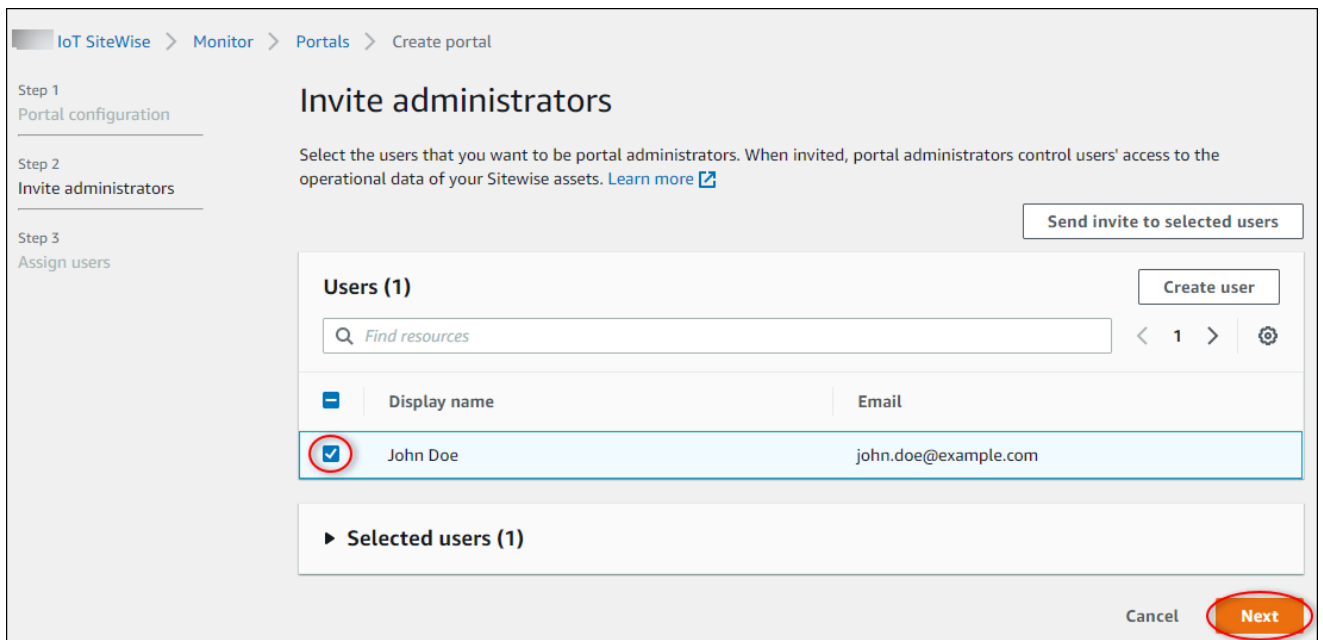 IoT SiteWise > Monitor > Portals > Create portal
Step 1
Portal configuration
Step 2
Invite administrators
Step 3
Assign users
Invite administrators
Select the users that you want to be portal administrators. When invited, portal administrators control users' access to the
operational data of your Sitewise assets. Learn more
Send invite to selected users
Users (1)
Create user
Find resources
1
Display name Email
John Doe john.doe@example.com
Selected users (1)
Cancel Next